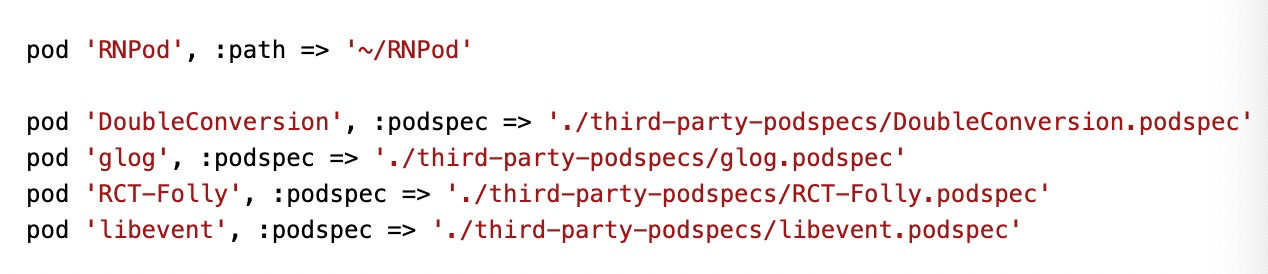 pod 'RNPod', :path => '~/RNPod'
pod 'DoubleConversion', :podspec => './third-party-podspecs/DoubleConversion.podspec'
pod 'glog', :podspec => './third-party-podspecs/glog.podspec'
pod 'RCT-Folly', :podspec => './third-party-podspecs/RCT-Folly.podspec'
pod 'libevent', :podspec => './third-party-podspecs/libevent.podspec'